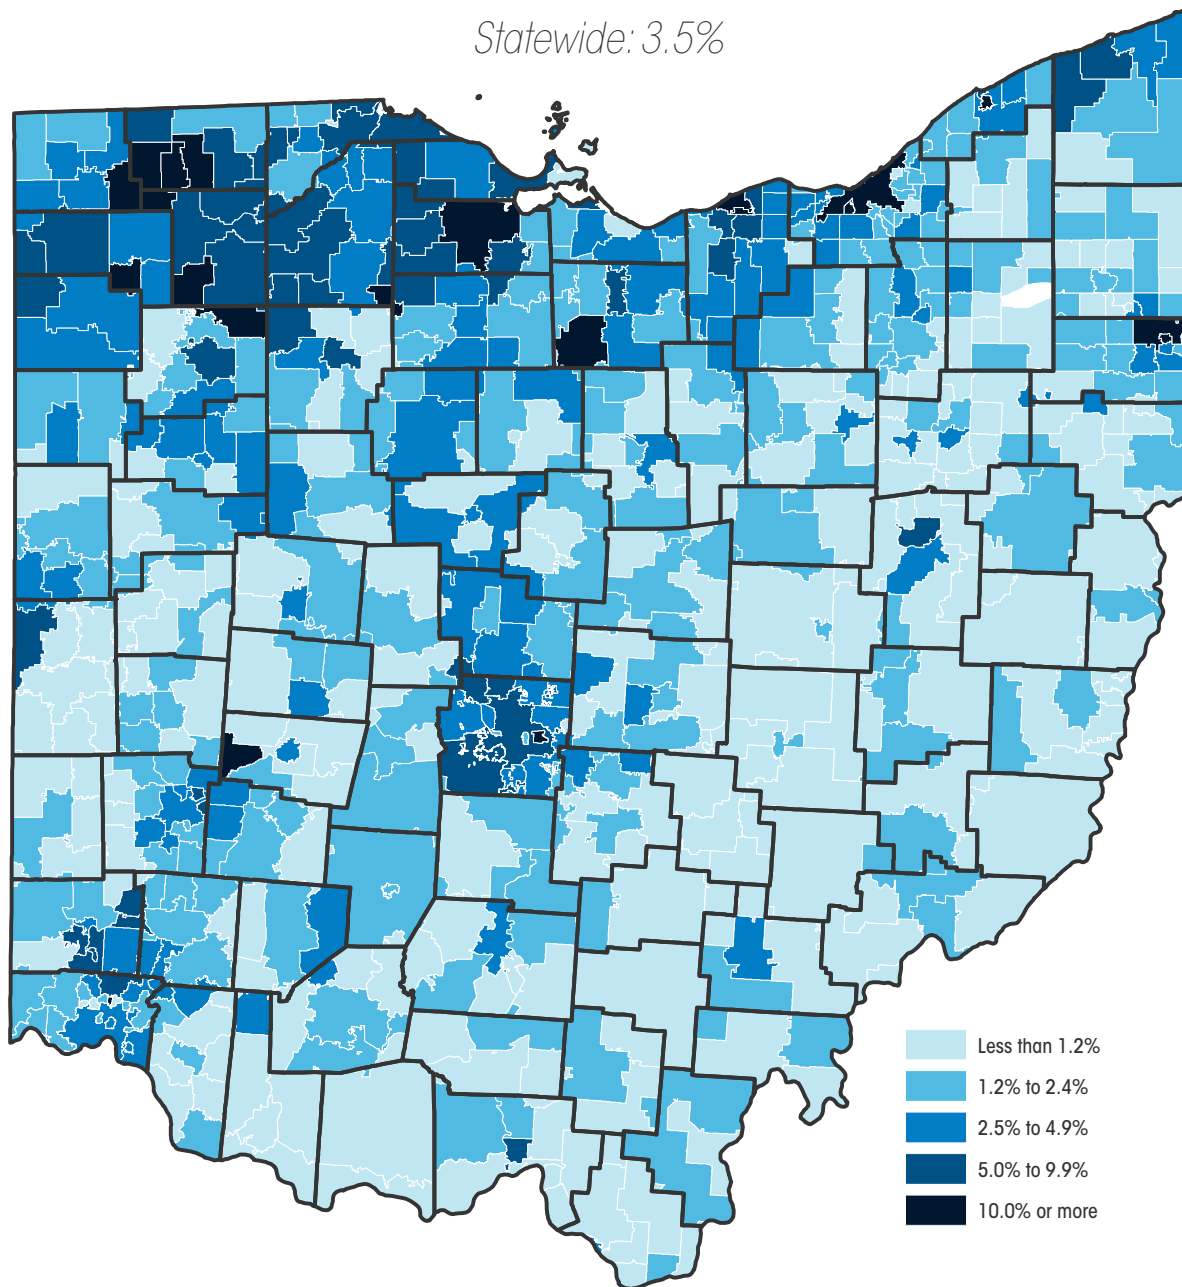 Statewide: 3.5%
Less than 1.2%
1.2% to 2.4%
2.5% to 4.9%
5.0% to 9.9%
10.0% or more